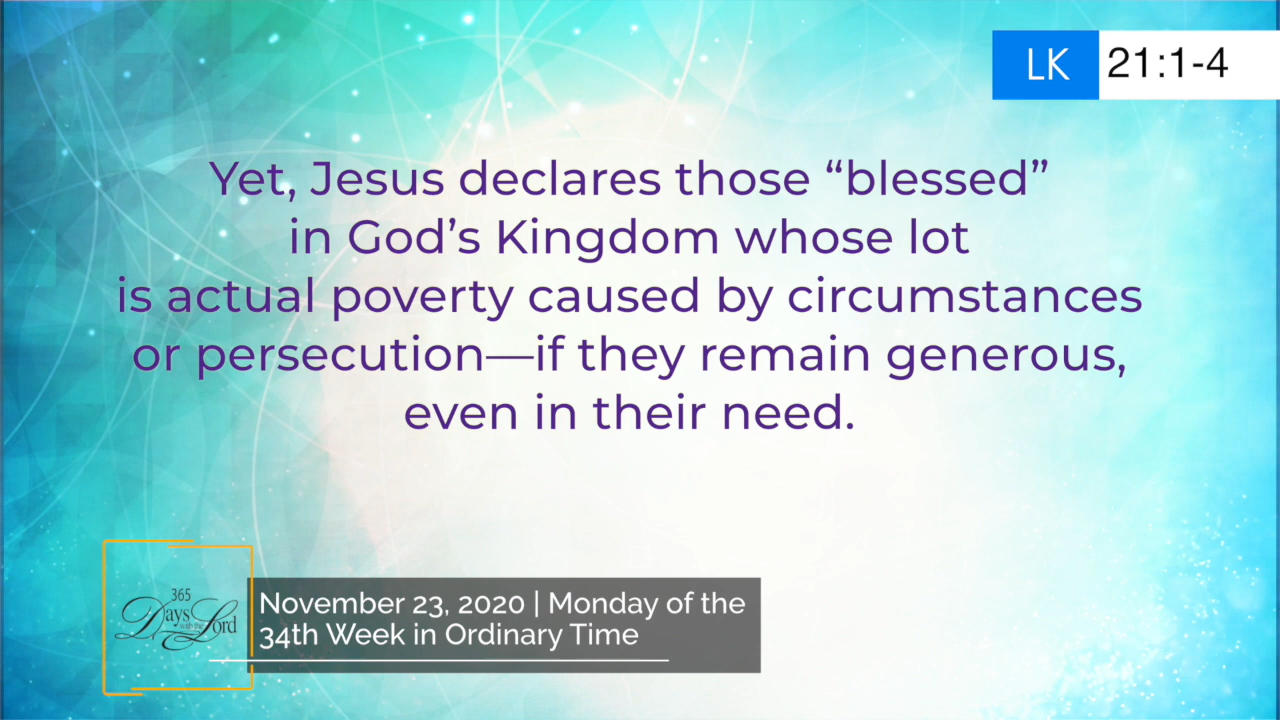 LK 21:1-4
Yet, Jesus declares those “blessed”
in God’s Kingdom whose lot
is actual poverty caused by circumstances
or persecution—if they remain generous,
even in their need.
365
Days with the Lord
November 23, 2020 | Monday of the
34th Week in Ordinary Time